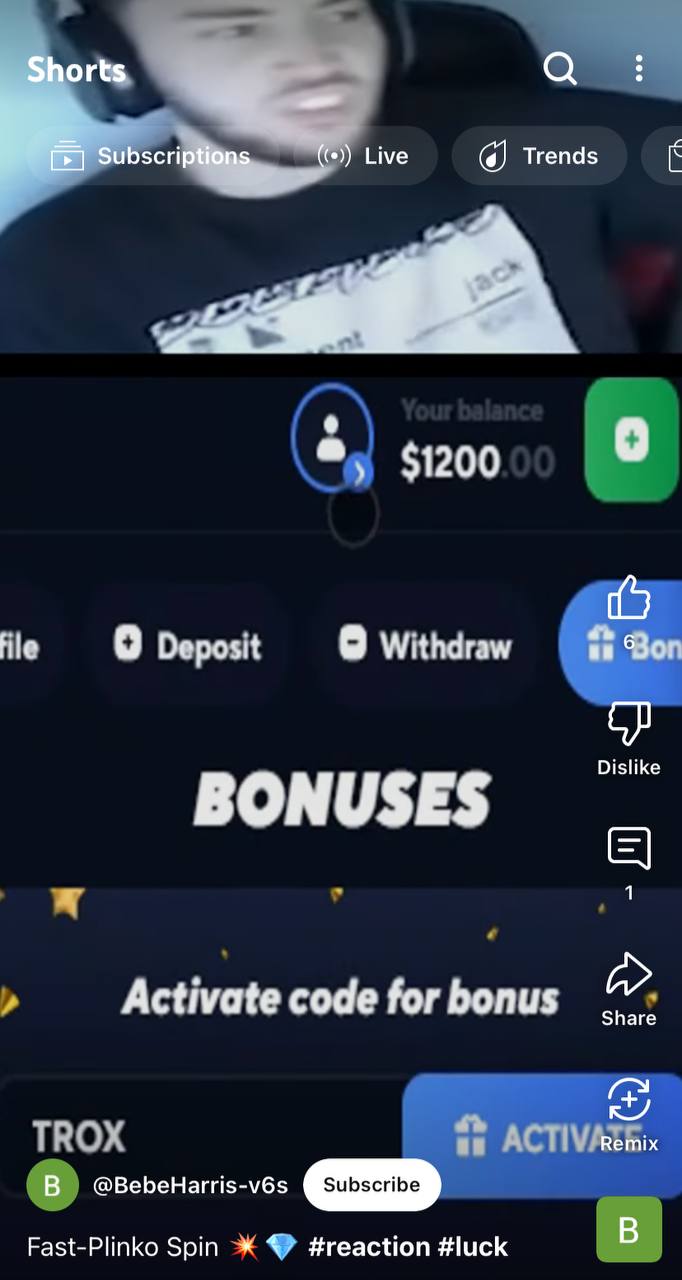 Shorts
Subscriptions
Live
Trends
jack
Your balance
$1200.00
file
Deposit
Withdraw
Bon
6
Dislike
BONUSES
1
Activate code for bonus
Share
TROX
ACTIVATE
Remix
B
@BebeHarris-v6s
Subscribe
B
Fast-Plinko Spin 💥💎 #reaction #luck